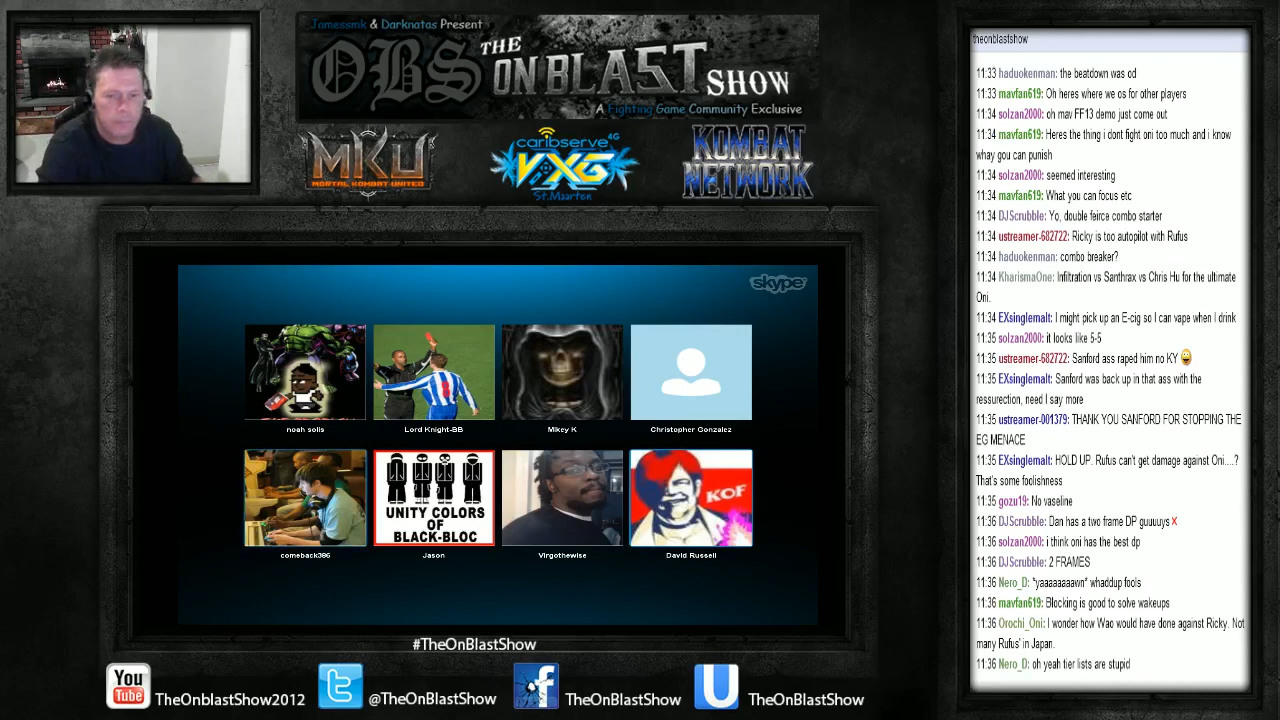 Jamessmk & Darknatas Present
OBS THE ON BLAST SHOW
A Fighting Game Community Exclusive
MKU
MORTAL KOMBAT UNITED
caribserve 4G
VXG
St.Maarten
KOMBAT
NETWORK
skype
noah solis
Lord Knight-BB
Mikey K
Christopher Gonzalez
UNITY COLORS
OF
BLACK-BLOC
KOF
comeback386
Jason
Virgothewise
David Russell
#TheOnBlastShow
You
Tube
TheOnblastShow2012
@TheOnBlastShow
TheOnBlastShow
U
TheOnBlastShow
theonblastshow
11:33 haduokenman: the beatdown was od
11:33 mavfan619: Oh heres where we os for other players
11:34 solzan2000: oh mav FF13 demo just come out
11:34 mavfan619: Heres the thing i dont fight oni too much and i know
whay you can punish
11:34 solzan2000: seemed interesting
11:34 mavfan619: What you can focus etc
11:34 DJScrubble: Yo, double feirce combo starter
11:34 ustreamer-682722: Ricky is too autopilot with Rufus
11:34 haduokenman: combo breaker?
11:34 KharismaOne: Infiltration vs Santhrax vs Chris Hu for the ultimate
Oni.
11:34 EXsinglemalt: I might pick up an E-cig so I can vape when I drink
11:35 solzan2000: it looks like 5-5
11:35 ustreamer-682722: Sanford ass raped him no KY
11:35 EXsinglemalt: Sanford was back up in that ass with the
ressurection, need I say more
11:35 ustreamer-001379: THANK YOU SANFORD FOR STOPPING THE
EG MENACE
11:35 EXsinglemalt: HOLD UP. Rufus can't get damage against Oni....?
That's some foolishness
11:35 gozu19: No vaseline
11:36 DJScrubble: Dan has a two frame DP guuuuys
11:36 solzan2000: i think oni has the best dp
11:36 DJScrubble: 2 FRAMES
11:36 Nero_D: *yaaaaaaaawn* whaddup fools
11:36 mavfan619: Blocking is good to solve wakeups
11:36 Orochi_Oni: I wonder how Wao would have done against Ricky. Not
many Rufus' in Japan.
11:36 Nero_D: oh yeah tier lists are stupid